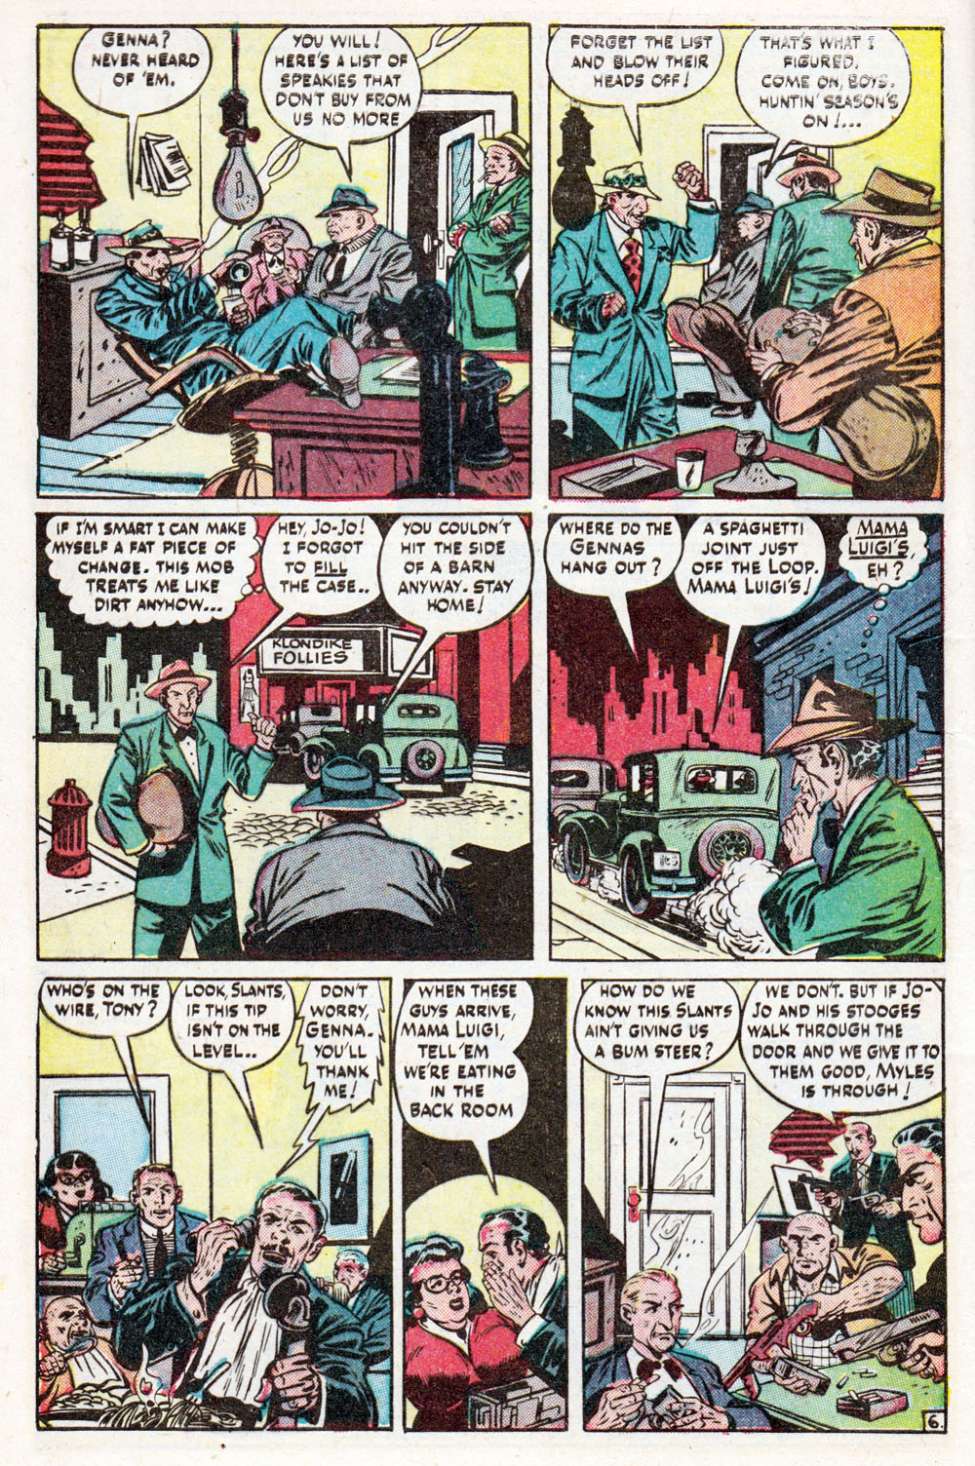 GENNA?
NEVER HEARD
OF 'EM.
YOU WILL!
HERE'S A LIST OF
SPEAKIES THAT
DON'T BUY FROM
US NO MORE
FORGET THE LIST
AND BLOW THEIR
HEADS OFF!
THAT'S WHAT I
FIGURED.
COME ON, BOYS.
HUNTIN' SEASON'S
ON!...
IF I'M SMART I CAN MAKE
MYSELF A FAT PIECE OF
CHANGE. THIS MOB
TREATS ME LIKE
DIRT ANYHOW...
HEY, JO-JO!
I FORGOT
TO FILL
THE CASE..
YOU COULDN'T
HIT THE SIDE
OF A BARN
ANYWAY. STAY
HOME!
KLONDIKE
FOLLIES
WHERE DO THE
GENNAS
HANG OUT?
A SPAGHETTI
JOINT JUST
OFF THE LOOP.
MAMA LUIGI'S!
MAMA
LUIGI'S,
EH?
WHO'S ON THE
WIRE, TONY?
LOOK, SLANTS,
IF THIS TIP
ISN'T ON THE
LEVEL..
DON'T
WORRY,
GENNA.
YOU'LL
THANK
ME!
WHEN THESE
GUYS ARRIVE,
MAMA LUIGI,
TELL 'EM
WE'RE EATING
IN THE
BACK ROOM
HOW DO WE
KNOW THIS SLANTS
AIN'T GIVING US
A BUM STEER?
WE DON'T. BUT IF JO-
JO AND HIS STOOGES
WALK THROUGH THE
DOOR AND WE GIVE IT TO
THEM GOOD, MYLES
IS THROUGH!
6.